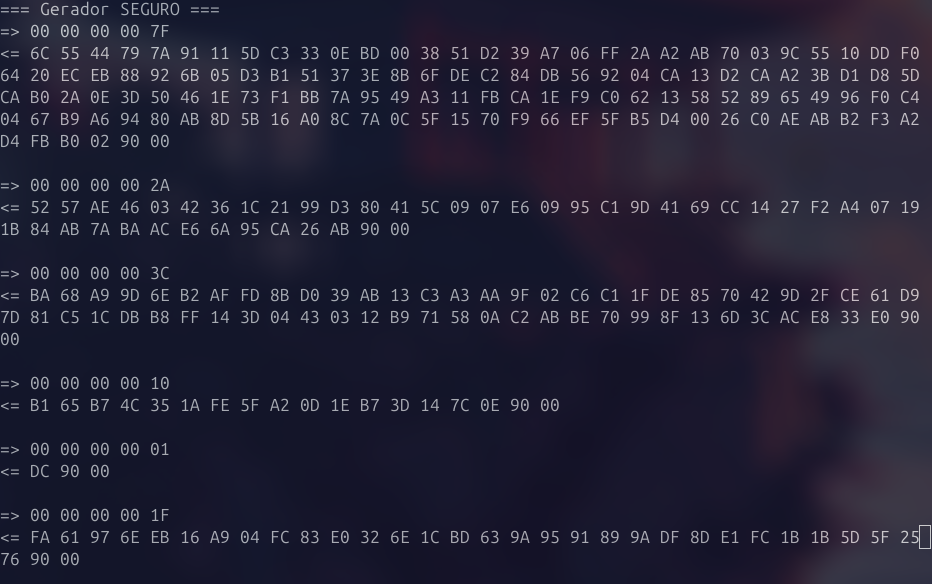 === Gerador SEGURO ===
=> 00 00 00 00 7F
<= 6C 55 44 79 7A 91 11 5D C3 33 0E BD 00 38 51 D2 39 A7 06 FF 2A A2 AB 70 03 9C 55 10 DD F0
64 20 EC EB 88 92 6B 05 D3 B1 51 37 3E 8B 6F DE C2 84 DB 56 92 04 CA 13 D2 CA A2 3B D1 D8 5D
CA B0 2A 0E 3D 50 46 1E 73 F1 BB 7A 95 49 A3 11 FB CA 1E F9 C0 62 13 58 52 89 65 49 96 F0 C4
04 67 B9 A6 94 80 AB 8D 5B 16 A0 8C 7A 0C 5F 15 70 F9 66 EF 5F B5 D4 00 26 C0 AE AB B2 F3 A2
D4 FB B0 02 90 00
=> 00 00 00 00 2A
<= 52 57 AE 46 03 42 36 1C 21 99 D3 80 41 5C 09 07 E6 09 95 C1 9D 41 69 CC 14 27 F2 A4 07 19
1B 84 AB 7A BA AC E6 6A 95 CA 26 AB 90 00
=> 00 00 00 00 3C
<= BA 68 A9 9D 6E B2 AF FD 8B D0 39 AB 13 C3 A3 AA 9F 02 C6 C1 1F DE 85 70 42 9D 2F CE 61 D9
7D 81 C5 1C DB B8 FF 14 3D 04 43 03 12 B9 71 58 0A C2 AB BE 70 99 8F 13 6D 3C AC E8 33 E0 90
00
=> 00 00 00 00 10
<= B1 65 B7 4C 35 1A FE 5F A2 0D 1E B7 3D 14 7C 0E 90 00
=> 00 00 00 00 01
<= DC 90 00
=> 00 00 00 00 1F
<= FA 61 97 6E EB 16 A9 04 FC 83 E0 32 6E 1C BD 63 9A 95 91 89 9A DF 8D E1 FC 1B 1B 5D 5F 25
76 90 00